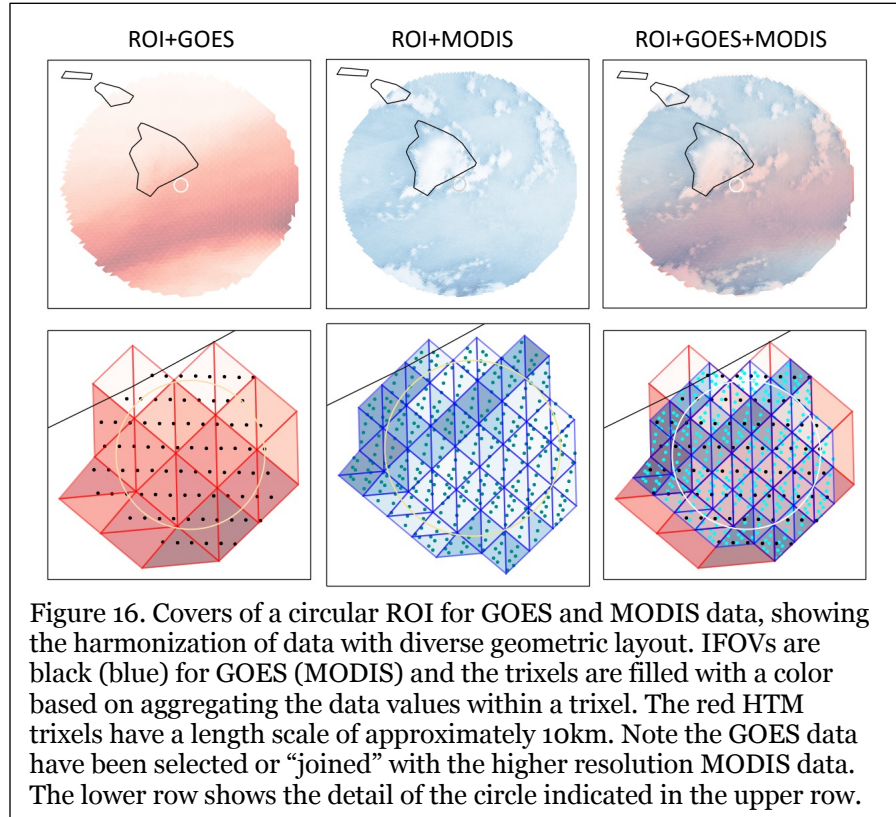 ROI+GOES
ROI+MODIS
ROI+GOES+MODIS
Figure 16. Covers of a circular ROI for GOES and MODIS data, showing
the harmonization of data with diverse geometric layout. IFOVs are
black (blue) for GOES (MODIS) and the trixels are filled with a color
based on aggregating the data values within a trixel. The red HTM
trixels have a length scale of approximately 10km. Note the GOES data
have been selected or “joined” with the higher resolution MODIS data.
The lower row shows the detail of the circle indicated in the upper row.